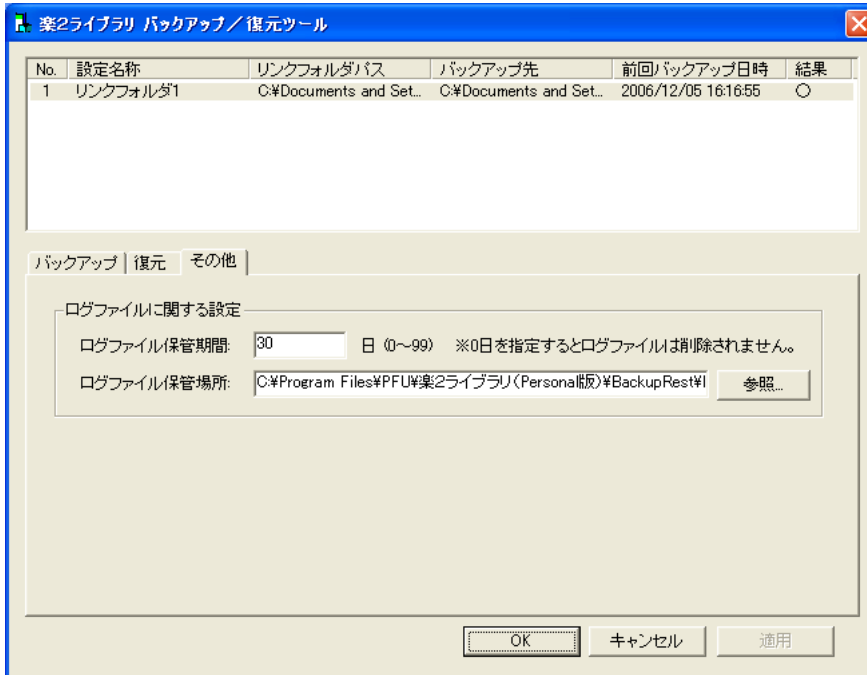 楽2ライブラリ バックアップ/復元ツール
No. 設定名称 リンクフォルダパス バックアップ先 前回バックアップ日時 結果
1 リンクフォルダ1 C:¥Documents and Set... C:¥Documents and Set... 2006/12/05 16:16:55 ○
バックアップ 復元 その他
ログファイルに関する設定
ログファイル保管期間: 30 日 (0~99) ※0日を指定するとログファイルは削除されません。
ログファイル保管場所: C:¥Program Files¥PFU¥楽2ライブラリ(Personal版)¥BackupRest¥l 参照...
OK キャンセル 適用